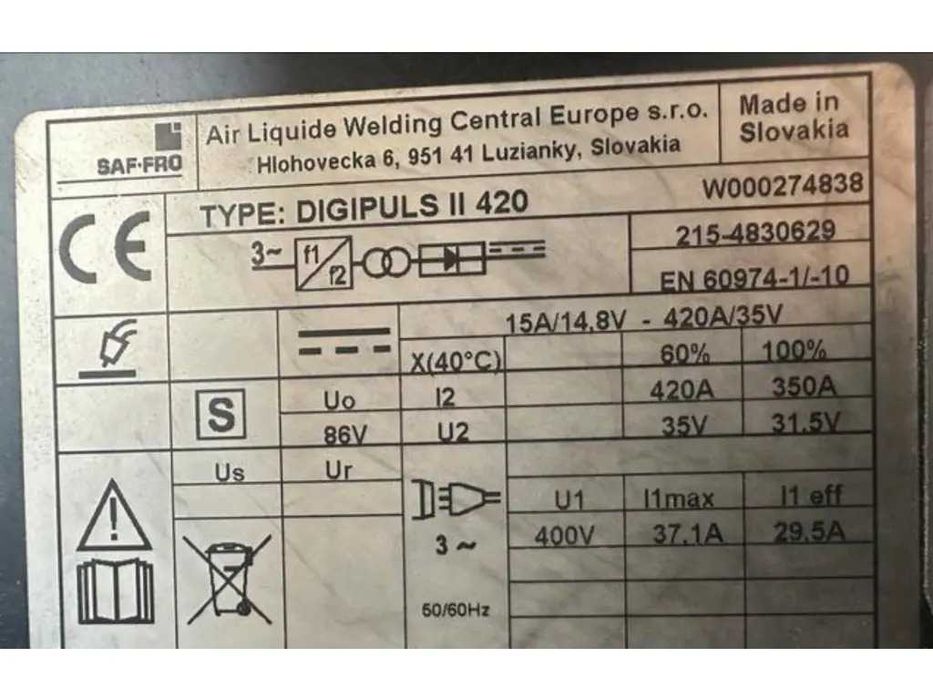 SAF-FRO
Air Liquide Welding Central Europe s.r.o.
Hlohovecka 6, 951 41 Luzianky, Slovakia
Made in
Slovakia
TYPE: DIGIPULS II 420
W000274838
CE
3~ f1 f2
215-4830629
EN 60974-1/-10
15A/14.8V - 420A/35V
X(40°C) 60% 100%
S Uo I2 420A 350A
86V U2 35V 31.5V
Us Ur
U1 I1max I1 eff
3~ 400V 37.1A 29.5A
50/60Hz